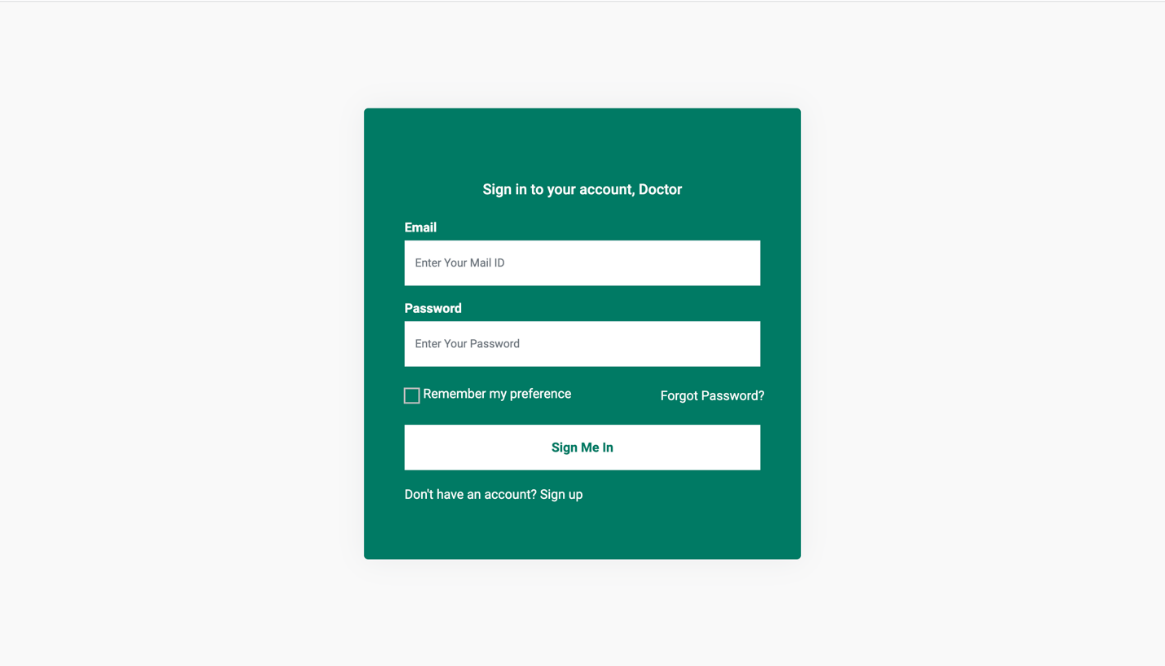 Sign in to your account, Doctor
Email
Enter Your Mail ID
Password
Enter Your Password
Remember my preference Forgot Password?
Sign Me In
Don't have an account? Sign up